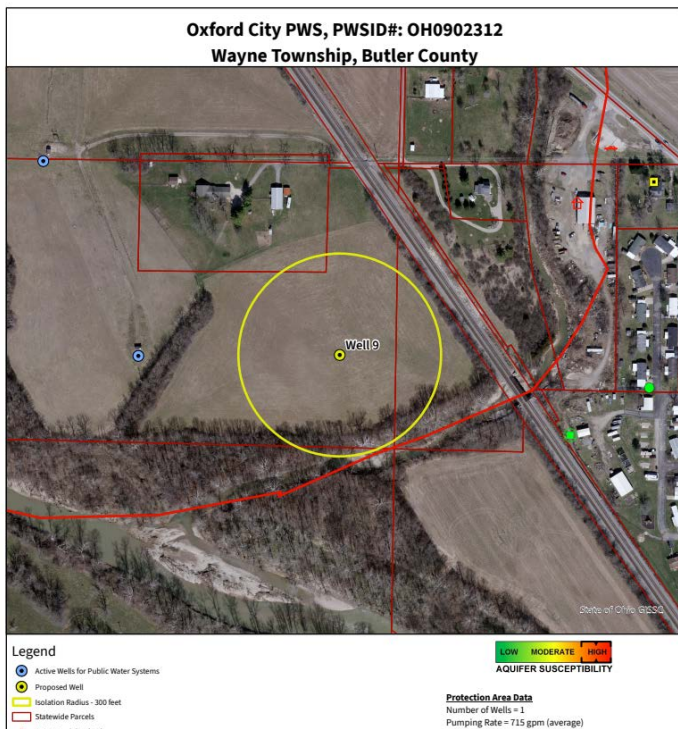 Oxford City PWS, PWSID#: OH0902312
Wayne Township, Butler County
Well 9
State of Ohio GISSC
Legend
Active Wells for Public Water Systems
Proposed Well
Isolation Radius - 300 feet
Statewide Parcels
LOW MODERATE HIGH
AQUIFER SUSCEPTIBILITY
Protection Area Data
Number of Wells = 1
Pumping Rate = 715 gpm (average)